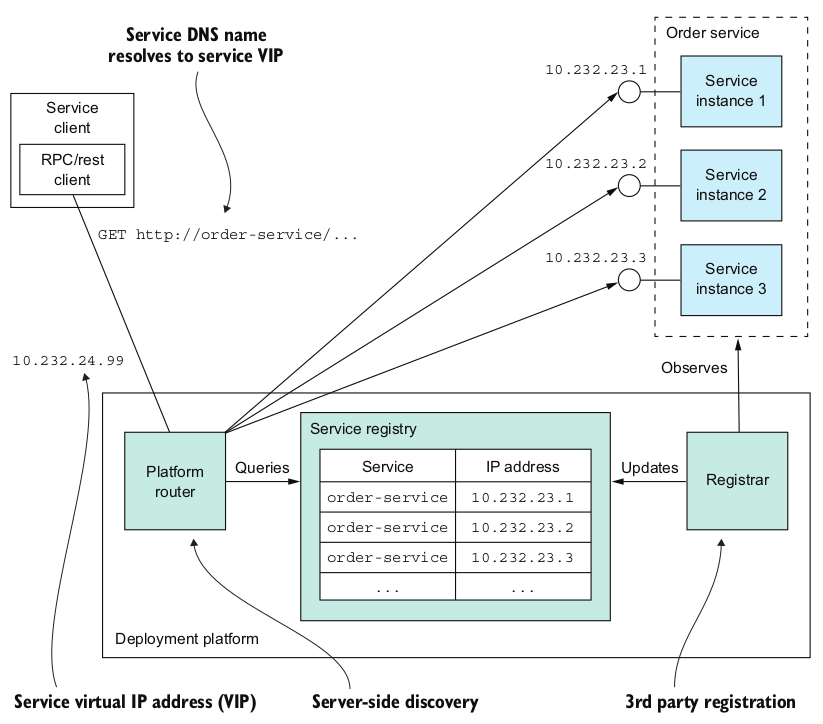 Service DNS name
resolves to service VIP
Order service
10.232.23.1
Service
instance 1
Service
client
RPC/rest
client
10.232.23.2
Service
instance 2
GET http://order-service/...
10.232.23.3
Service
instance 3
10.232.24.99
Observes
Service registry
Platform
router
Queries
Service IP address
order-service 10.232.23.1
order-service 10.232.23.2
order-service 10.232.23.3
... ...
Updates
Registrar
Deployment platform
Service virtual IP address (VIP)
Server-side discovery
3rd party registration